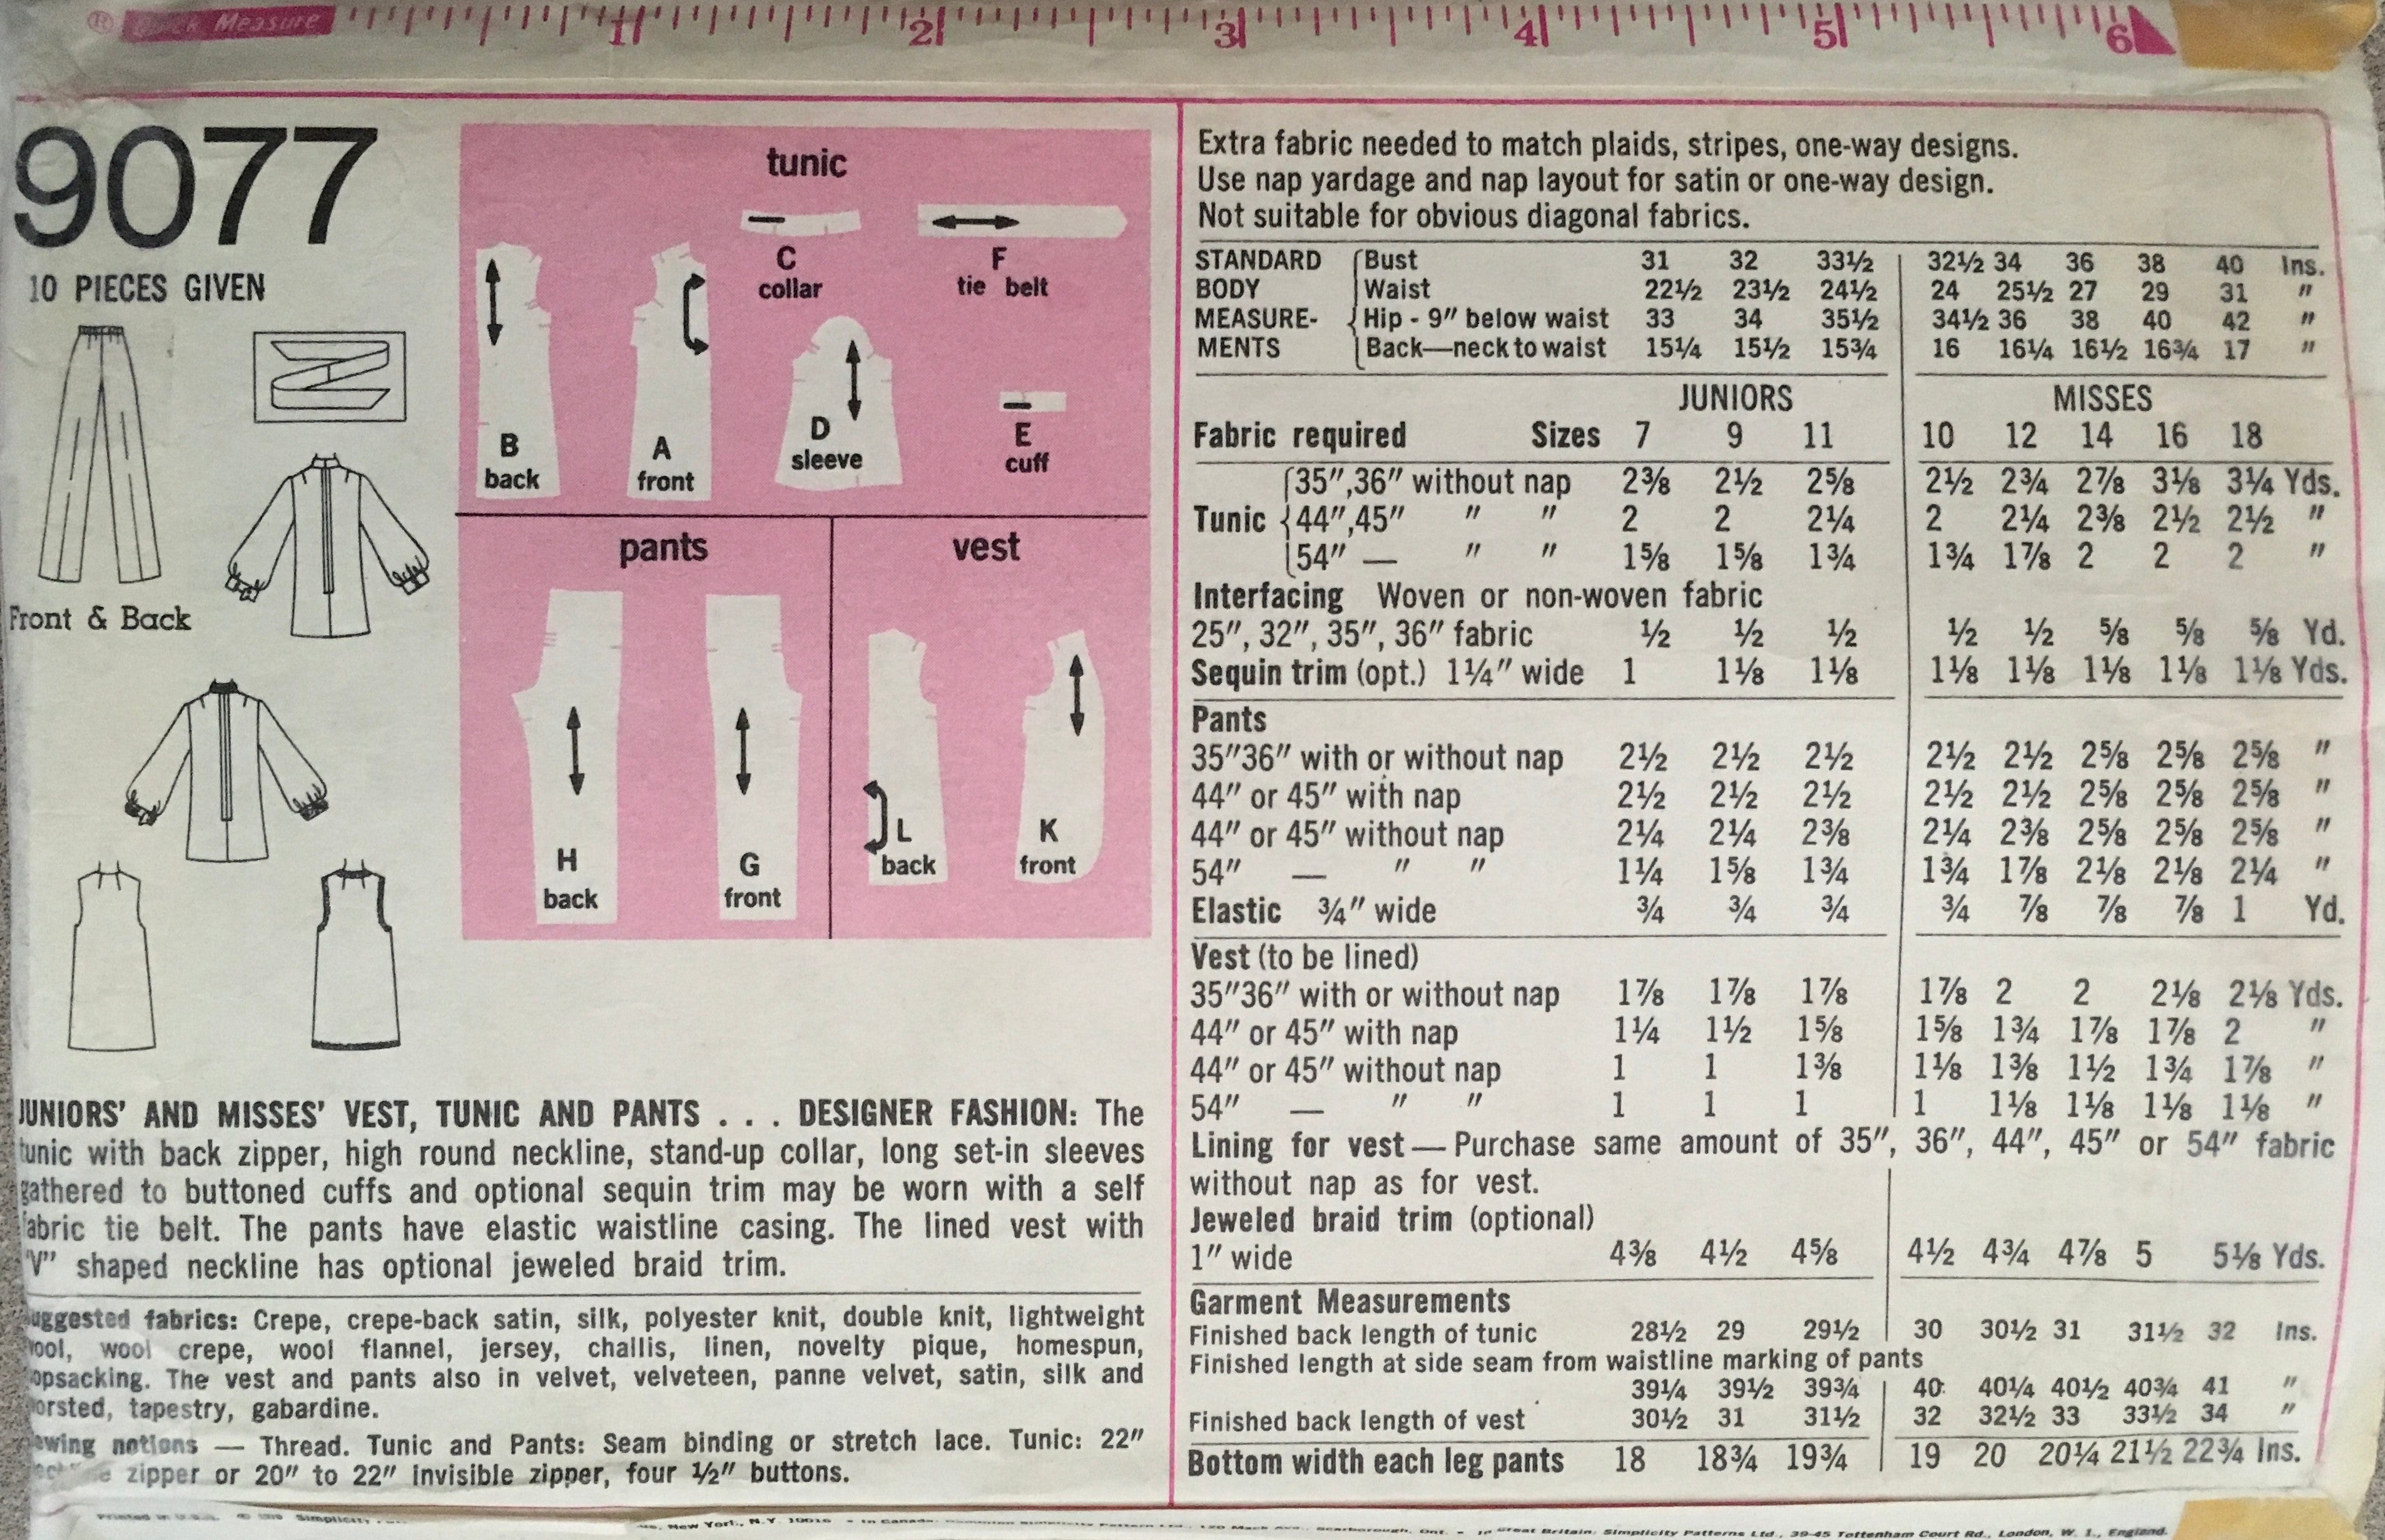 ® Quick Measure 1 2 3 4 5 6
9077
10 PIECES GIVEN
Front & Back
tunic
C
collar
F
tie belt
B
back
A
front
D
sleeve
E
cuff
pants
vest
H
back
G
front
L
back
K
front
JUNIORS' AND MISSES' VEST, TUNIC AND PANTS . . . DESIGNER FASHION: The
tunic with back zipper, high round neckline, stand-up collar, long set-in sleeves
gathered to buttoned cuffs and optional sequin trim may be worn with a self
fabric tie belt. The pants have elastic waistline casing. The lined vest with
"V" shaped neckline has optional jeweled braid trim.
Suggested fabrics: Crepe, crepe-back satin, silk, polyester knit, double knit, lightweight
wool, wool crepe, wool flannel, jersey, challis, linen, novelty pique, homespun,
hopsacking. The vest and pants also in velvet, velveteen, panne velvet, satin, silk and
worsted, tapestry, gabardine.
Sewing notions — Thread. Tunic and Pants: Seam binding or stretch lace. Tunic: 22"
zipper or 20" to 22" invisible zipper, four ½" buttons.
Extra fabric needed to match plaids, stripes, one-way designs.
Use nap yardage and nap layout for satin or one-way design.
Not suitable for obvious diagonal fabrics.
STANDARD Bust 31 32 33½ 32½ 34 36 38 40 Ins.
BODY Waist 22½ 23½ 24½ 24 25½ 27 29 31 "
MEASURE- Hip - 9" below waist 33 34 35½ 34½ 36 38 40 42 "
MENTS Back—neck to waist 15¼ 15½ 15¾ 16 16¼ 16½ 16¾ 17 "
JUNIORS MISSES
Fabric required Sizes 7 9 11 10 12 14 16 18
35",36" without nap 2⅜ 2½ 2⅝ 2½ 2¾ 2⅞ 3⅛ 3¼ Yds.
Tunic 44",45" " " 2 2 2¼ 2 2¼ 2⅜ 2½ 2½ "
54" — " " 1⅝ 1⅝ 1¾ 1¾ 1⅞ 2 2 2 "
Interfacing Woven or non-woven fabric
25", 32", 35", 36" fabric ½ ½ ½ ½ ½ ⅝ ⅝ ⅝ Yd.
Sequin trim (opt.) 1¼" wide 1 1⅛ 1⅛ 1⅛ 1⅛ 1⅛ 1⅛ 1⅛ Yds.
Pants
35"36" with or without nap 2½ 2½ 2½ 2½ 2½ 2⅝ 2⅝ 2⅝ "
44" or 45" with nap 2½ 2½ 2½ 2½ 2½ 2⅝ 2⅝ 2⅝ "
44" or 45" without nap 2¼ 2¼ 2⅜ 2¼ 2⅜ 2⅝ 2⅝ 2⅝ "
54" — " " 1¼ 1⅝ 1¾ 1¾ 1⅞ 2⅛ 2⅛ 2¼ "
Elastic ¾" wide ¾ ¾ ¾ ¾ ⅞ ⅞ ⅞ 1 Yd.
Vest (to be lined)
35"36" with or without nap 1⅞ 1⅞ 1⅞ 1⅞ 2 2 2⅛ 2⅛ Yds.
44" or 45" with nap 1¼ 1½ 1⅝ 1⅝ 1¾ 1⅞ 1⅞ 2 "
44" or 45" without nap 1 1 1⅜ 1⅛ 1⅜ 1½ 1¾ 1⅞ "
54" — " " 1 1 1 1 1⅛ 1⅛ 1⅛ 1⅛ "
Lining for vest — Purchase same amount of 35", 36", 44", 45" or 54" fabric
without nap as for vest.
Jeweled braid trim (optional)
1" wide 4⅜ 4½ 4⅝ 4½ 4¾ 4⅞ 5 5⅛ Yds.
Garment Measurements
Finished back length of tunic 28½ 29 29½ 30 30½ 31 31½ 32 Ins.
Finished length at side seam from waistline marking of pants
39¼ 39½ 39¾ 40 40¼ 40½ 40¾ 41 "
Finished back length of vest 30½ 31 31½ 32 32½ 33 33½ 34 "
Bottom width each leg pants 18 18¾ 19¾ 19 20 20¼ 21½ 22¾ Ins.
Printed in U.S.A. © Simplicity New York, N.Y. 10016 - In Canada: Scarborough, Ont. - In Great Britain: Simplicity Patterns Ltd., 39-45 Tottenham Court Rd., London, W. 1., England.